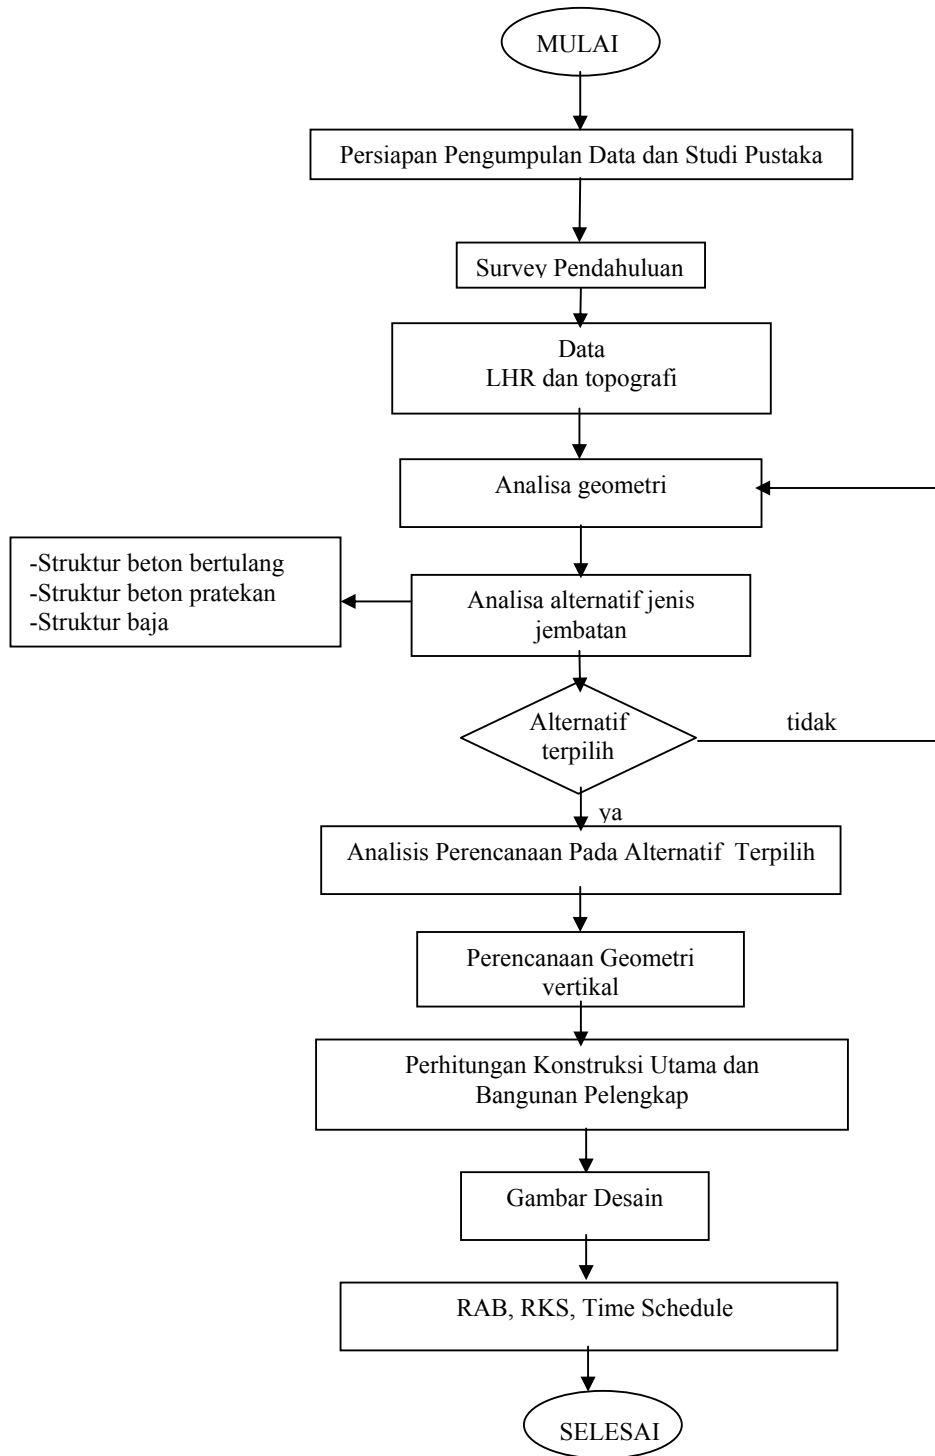 MULAI
Persiapan Pengumpulan Data dan Studi Pustaka
Survey Pendahuluan
Data
LHR dan topografi
Analisa geometri
-Struktur beton bertulang
-Struktur beton pratekan
-Struktur baja
Analisa alternatif jenis
jembatan
Alternatif
terpilih
tidak
ya
Analisis Perencanaan Pada Alternatif  Terpilih
Perencanaan Geometri
vertikal
Perhitungan Konstruksi Utama dan
Bangunan Pelengkap
Gambar Desain
RAB, RKS, Time Schedule
SELESAI